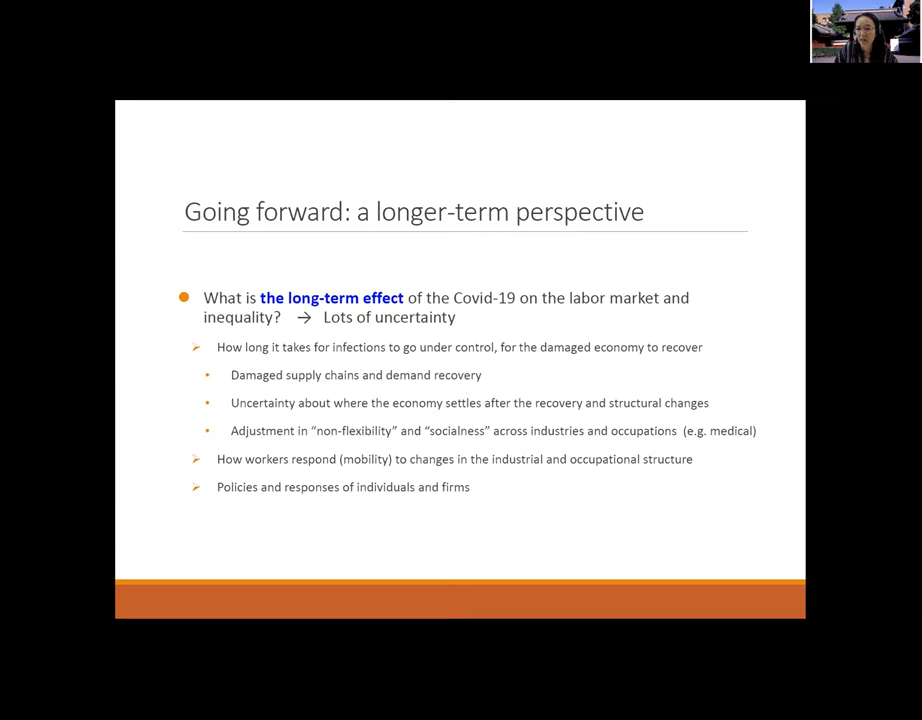 Going forward: a longer-term perspective
What is the long-term effect of the Covid-19 on the labor market and
inequality? → Lots of uncertainty
How long it takes for infections to go under control, for the damaged economy to recover
Damaged supply chains and demand recovery
Uncertainty about where the economy settles after the recovery and structural changes
Adjustment in “non-flexibility” and “socialness” across industries and occupations (e.g. medical)
How workers respond (mobility) to changes in the industrial and occupational structure
Policies and responses of individuals and firms